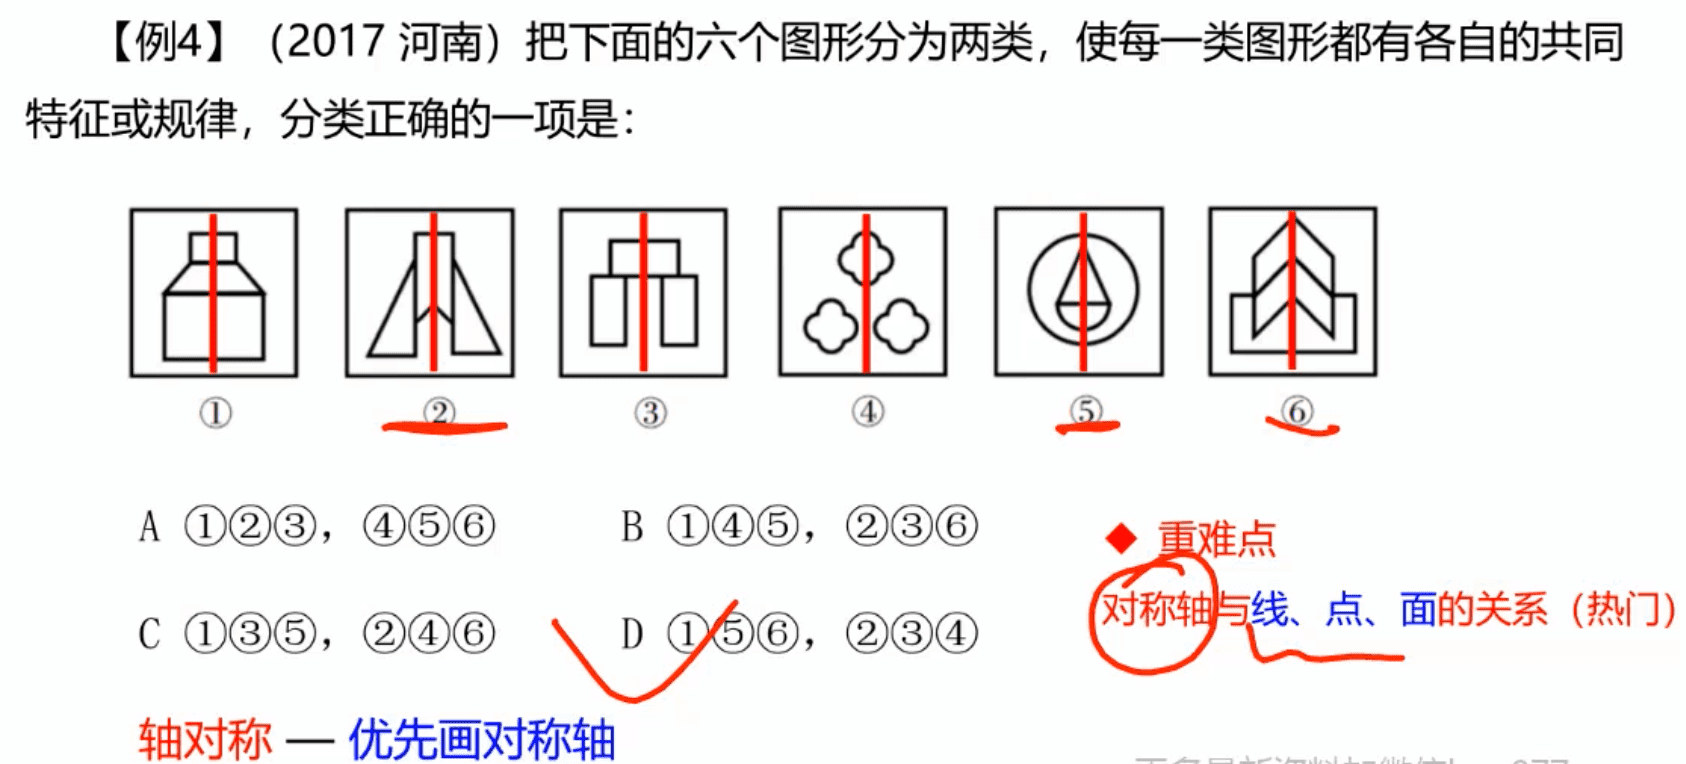 【例4】（2017 河南）把下面的六个图形分为两类，使每一类图形都有各自的共同
特征或规律，分类正确的一项是：
① ② ③ ④ ⑤ ⑥
A ①②③，④⑤⑥ B ①④⑤，②③⑥
◆ 重难点
对称轴与线、点、面的关系（热门）
C ①③⑤，②④⑥ D ①⑤⑥，②③④
轴对称 — 优先画对称轴